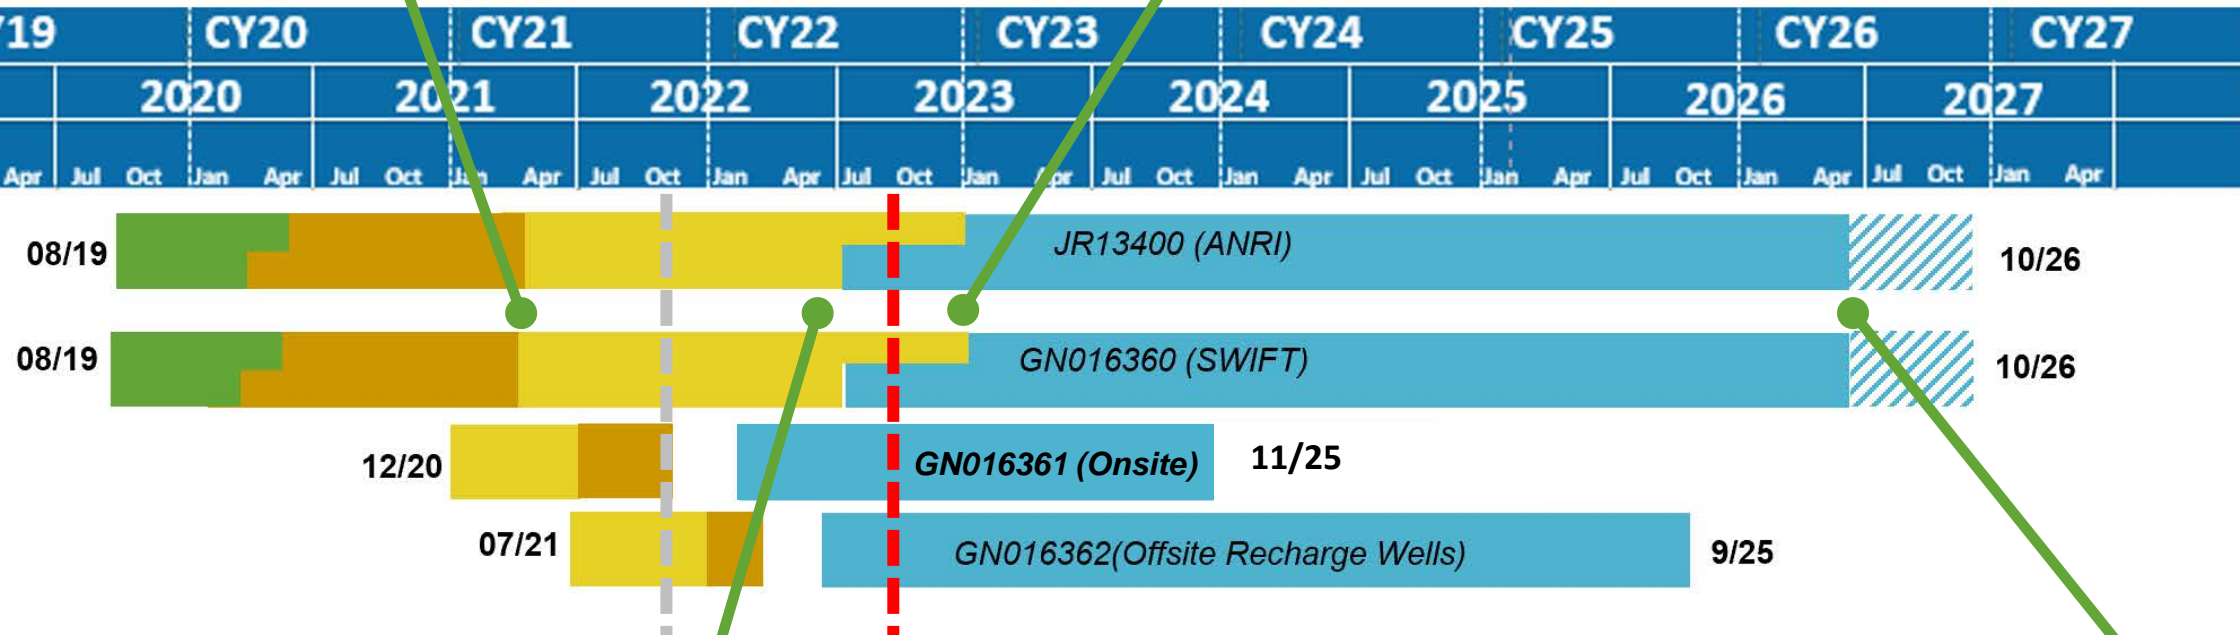 /19 CY20 CY21 CY22 CY23 CY24 CY25 CY26 CY27
2020 2021 2022 2023 2024 2025 2026 2027
Apr Jul Oct Jan Apr Jul Oct Jan Apr Jul Oct Jan Apr Jul Oct Jan Apr Jul Oct Jan Apr Jul Oct Jan Apr Jul Oct Jan Apr Jul Oct Jan Apr
08/19 JR13400 (ANRI) 10/26
08/19 GN016360 (SWIFT) 10/26
12/20 GN016361 (Onsite) 11/25
07/21 GN016362(Offsite Recharge Wells) 9/25